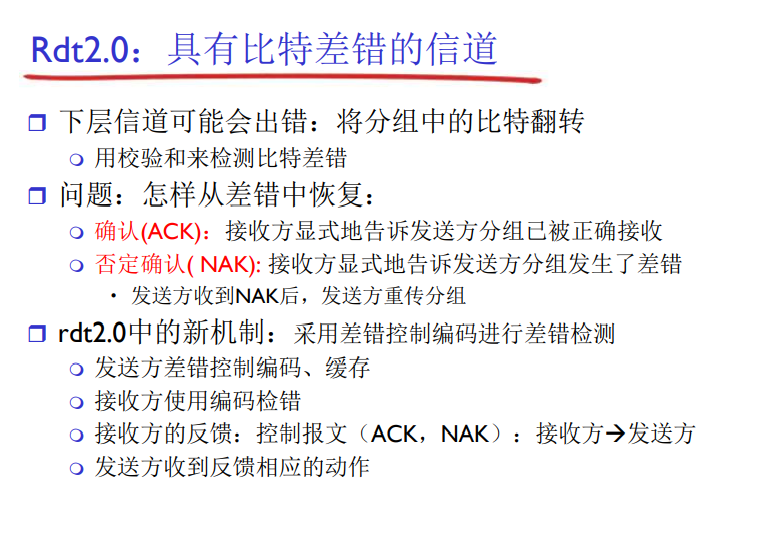 Rdt2.0：具有比特差错的信道
下层信道可能会出错：将分组中的比特翻转
用校验和来检测比特差错
问题：怎样从差错中恢复：
确认(ACK)：接收方显式地告诉发送方分组已被正确接收
否定确认( NAK): 接收方显式地告诉发送方分组发生了差错
• 发送方收到NAK后，发送方重传分组
rdt2.0中的新机制：采用差错控制编码进行差错检测
发送方差错控制编码、缓存
接收方使用编码检错
接收方的反馈：控制报文（ACK，NAK）：接收方→发送方
发送方收到反馈相应的动作